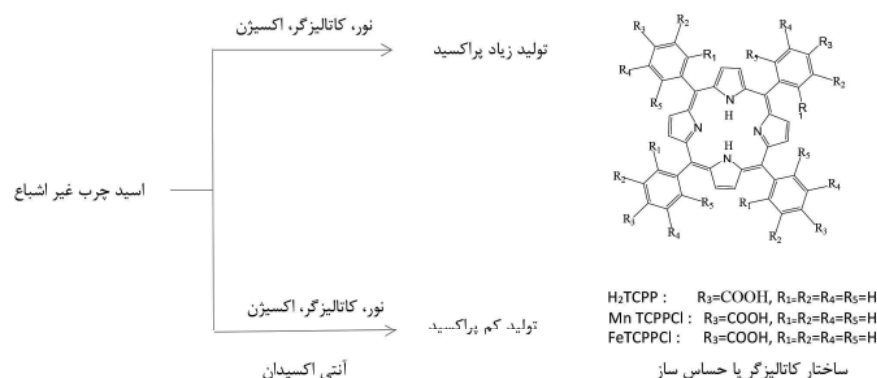 نور، کاتالیزگر، اکسیژن
تولید زیاد پراکسید
اسید چرب غیر اشباع
نور، کاتالیزگر، اکسیژن
تولید کم پراکسید
آنتی اکسیدان
R₃ R₂ R₄ R₃
R₁ R₅
R₄ R₂
R₅ N R
H 1
N N
H
R₁ N R₅
R₂ R₄
R₅ R₁
R₃ R₃
R₄ R₂
H₂TCPP : R₃=COOH, R₁=R₂=R₄=R₅=H
Mn TCPPCl : R₃=COOH, R₁=R₂=R₄=R₅=H
FeTCPPCl : R₃=COOH, R₁=R₂=R₄=R₅=H
ساختار کاتالیزگر یا حساس ساز